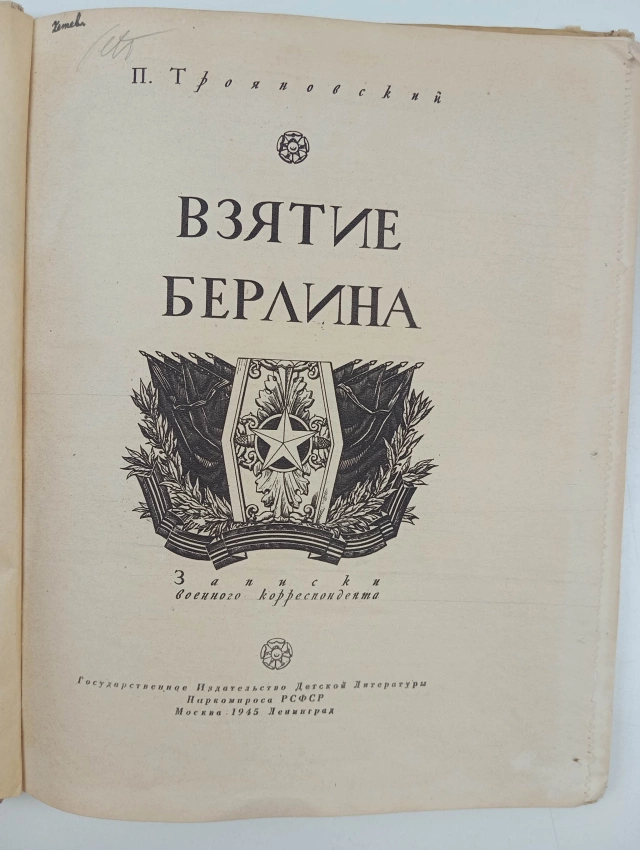 П. Трояновский
ВЗЯТИЕ
БЕРЛИНА
Записки
военного корреспондента
Государственное Издательство Детской Литературы
Наркомпроса РСФСР
Москва 1945 Ленинград